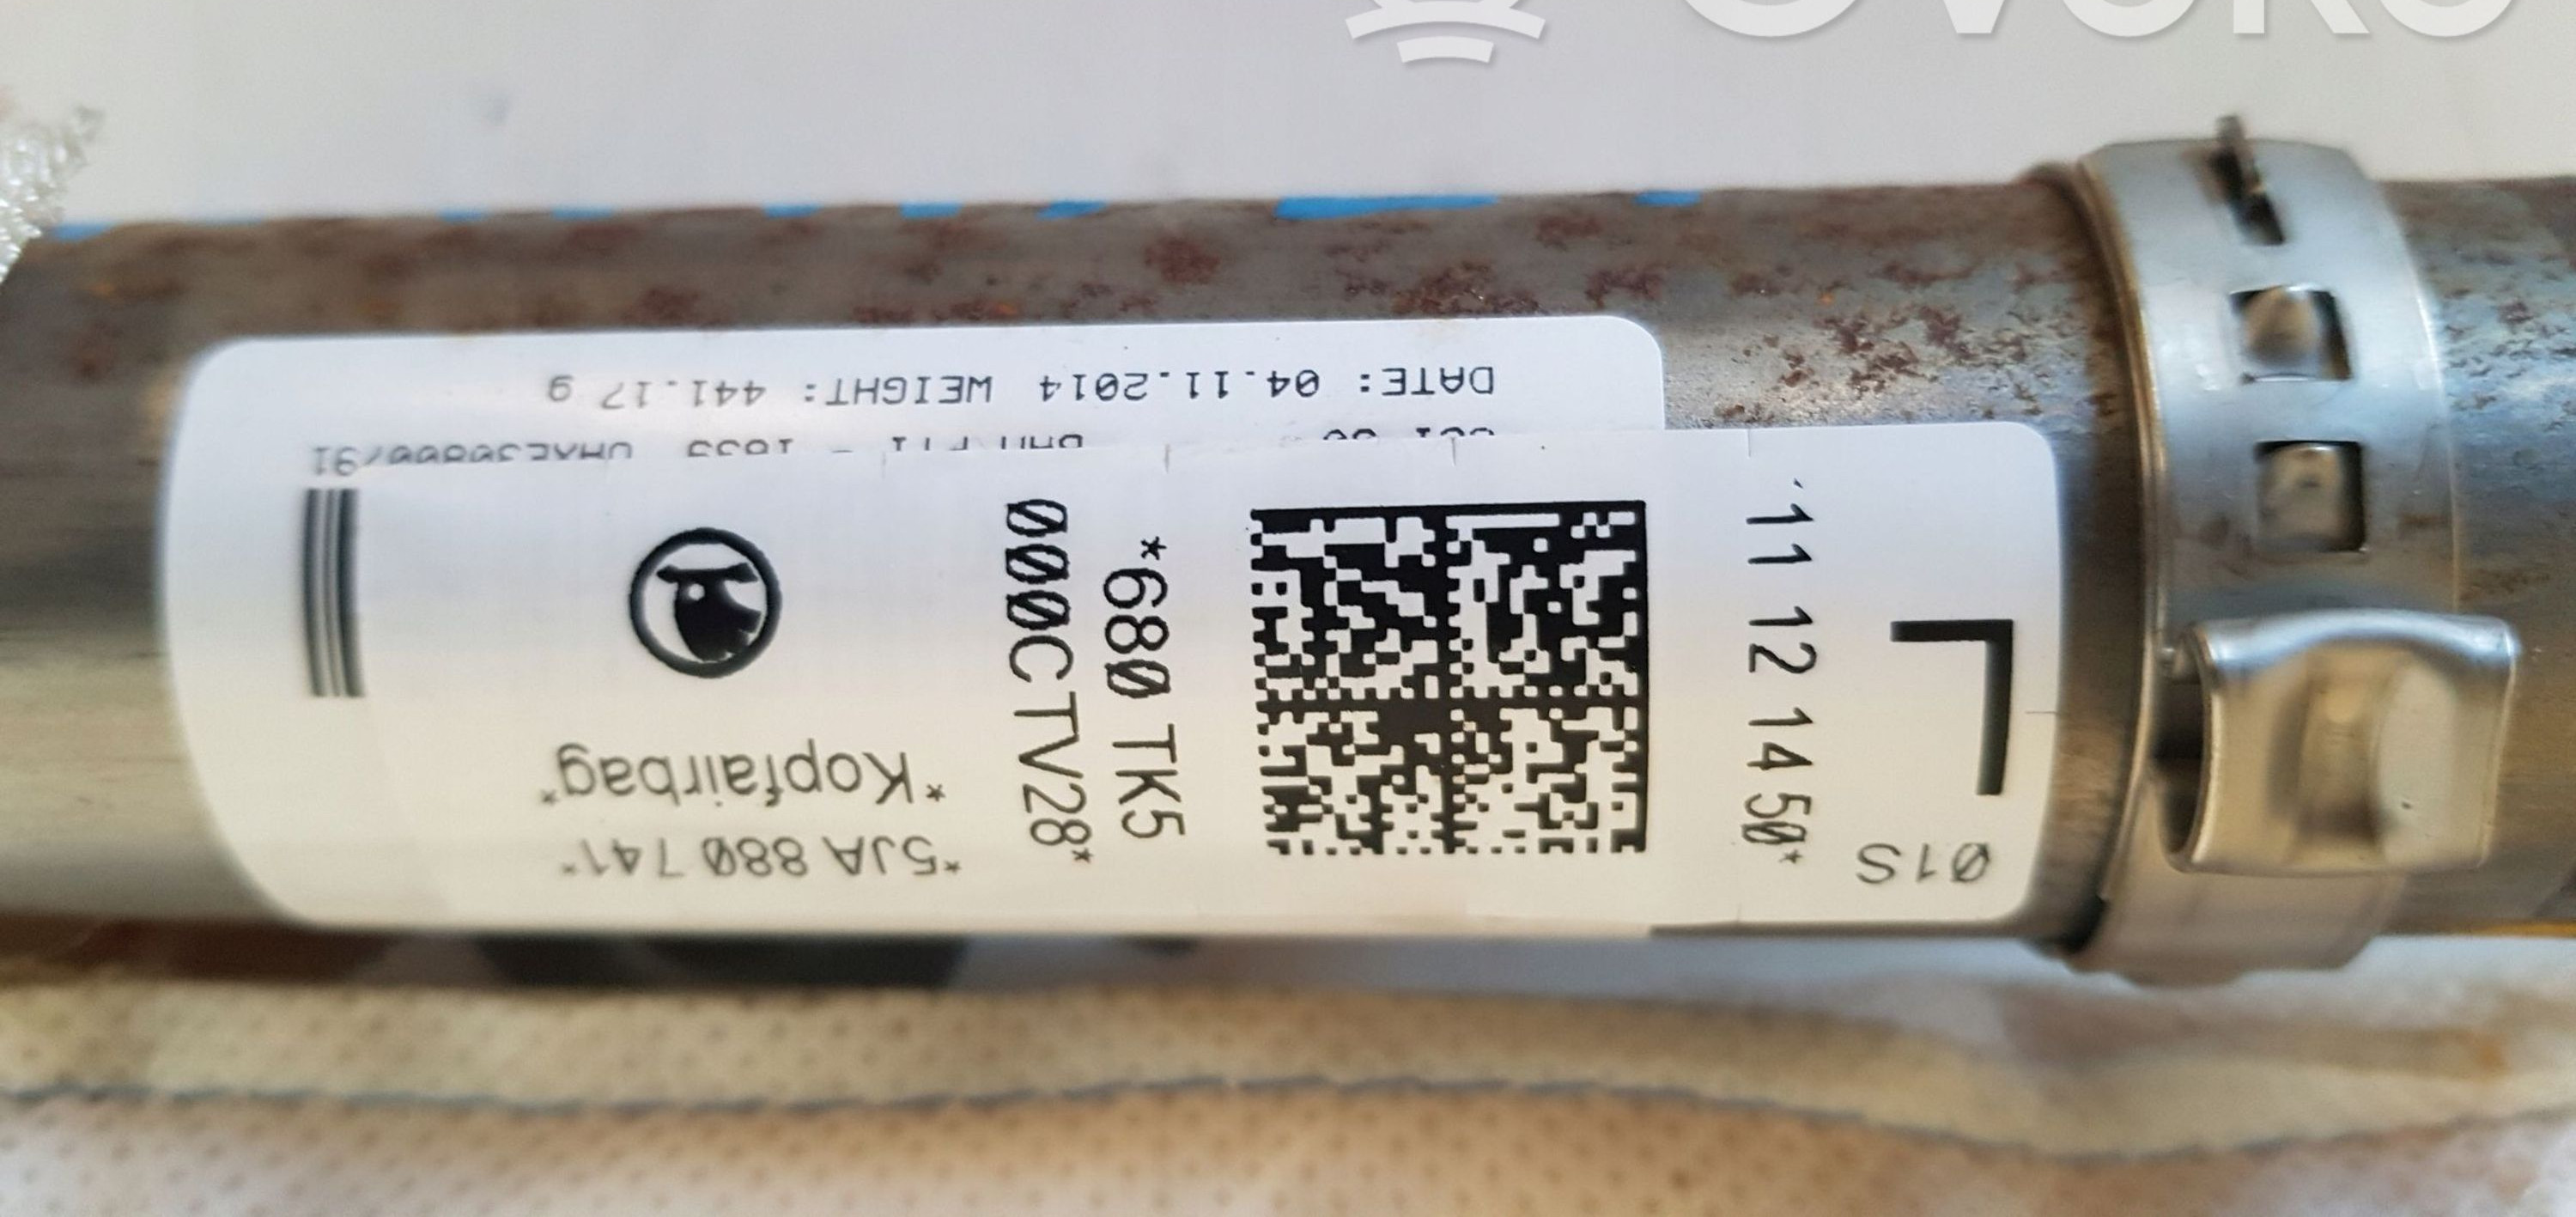 DATE: 04.11.2014 WEIGHT: 441.17 g
*5JA 880 741*
*Kopfairbag*
*680 TK5
000CTV28*
11 12 14 50*
L
01S